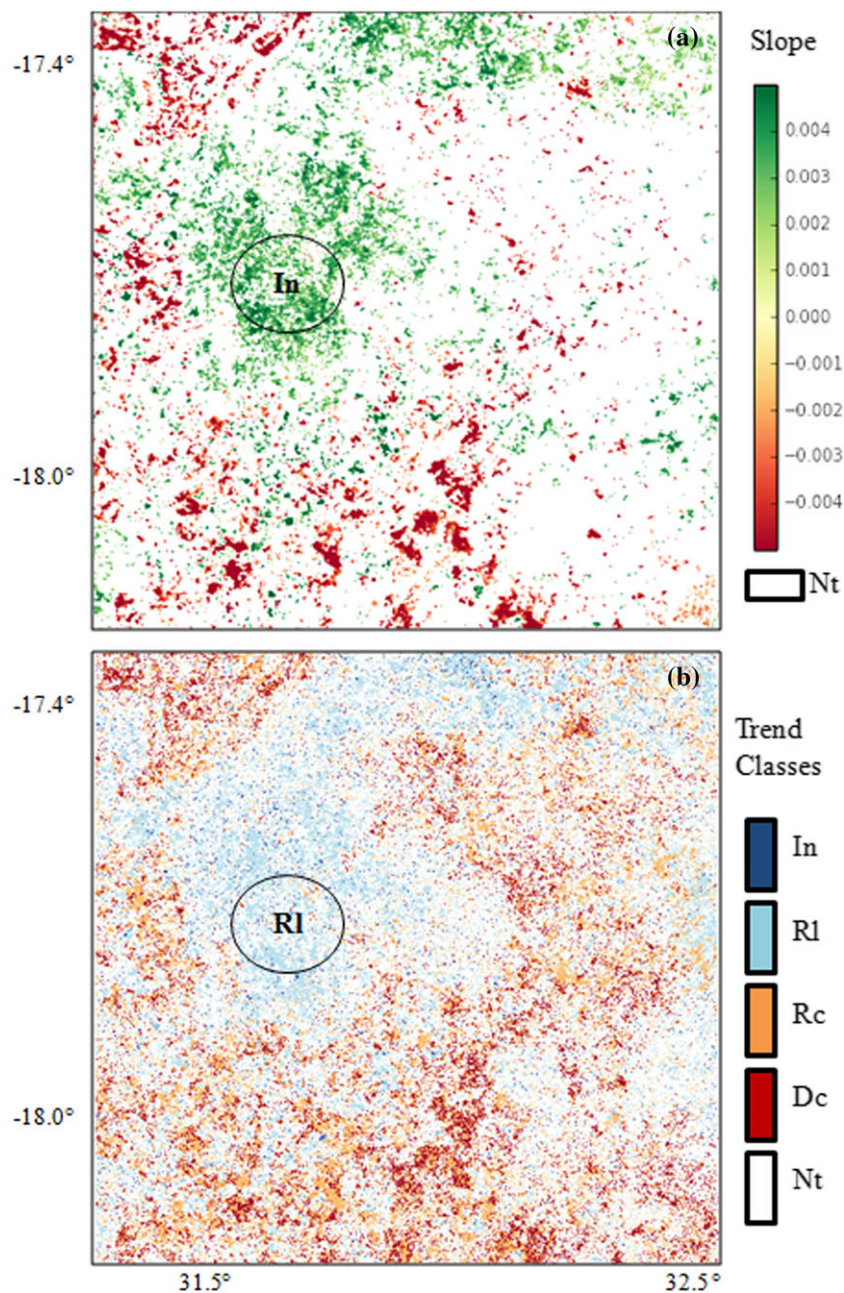 (a)
Slope
-17.4°
-18.0°
In
0.004
0.003
0.002
0.001
0.000
−0.001
−0.002
−0.003
−0.004
Nt
(b)
-17.4°
-18.0°
Rl
Trend
Classes
In
Rl
Rc
Dc
Nt
31.5°
32.5°